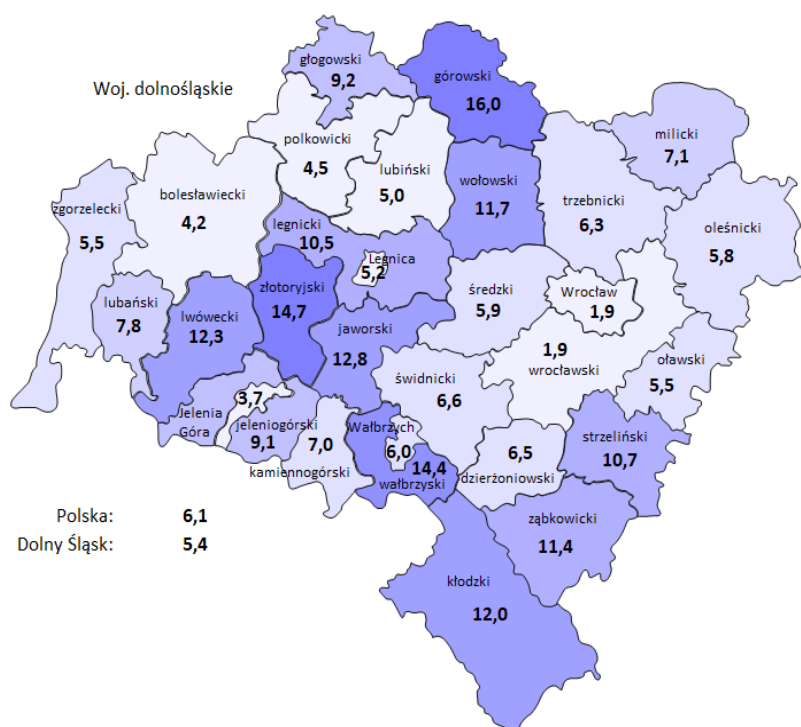 głogowski
9,2
górowski
16,0
Woj. dolnośląskie
polkowicki
4,5
lubiński
5,0
wołowski
11,7
milicki
7,1
trzebnicki
6,3
zgorzelecki
5,5
bolesławiecki
4,2
legnicki
10,5
oleśnicki
5,8
Legnica
5,2
złotoryjski
14,7
średzki
5,9
Wrocław
1,9
lubański
7,8
lwówecki
12,3
jaworski
12,8
1,9
wrocławski
oławski
5,5
świdnicki
6,6
3,7
Jelenia
Góra
jeleniogórski
9,1
kamiennogórski
7,0
Wałbrzych
6,0
14,4
wałbrzyski
6,5
dzierżoniowski
strzeliński
10,7
ząbkowicki
11,4
Polska: 6,1
Dolny Śląsk: 5,4
kłodzki
12,0